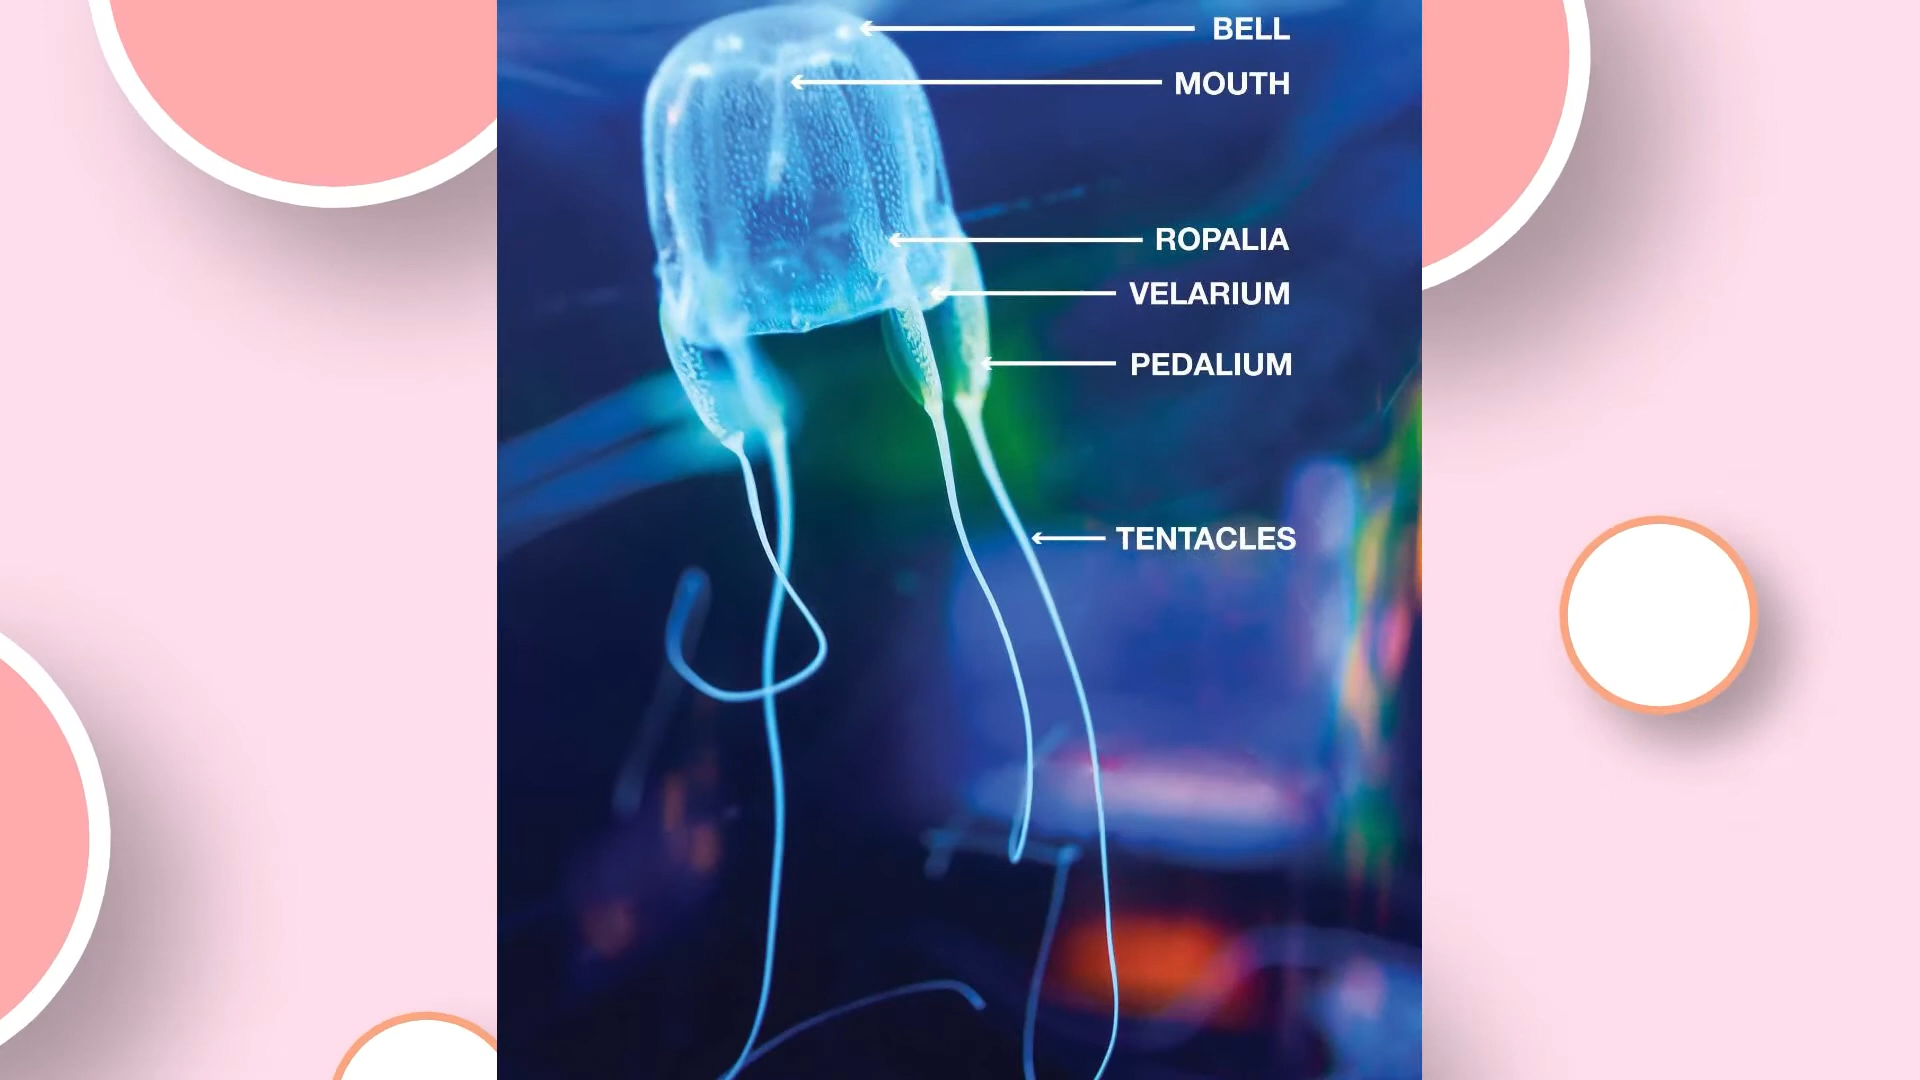 BELL
MOUTH
ROPALIA
VELARIUM
PEDALIUM
TENTACLES